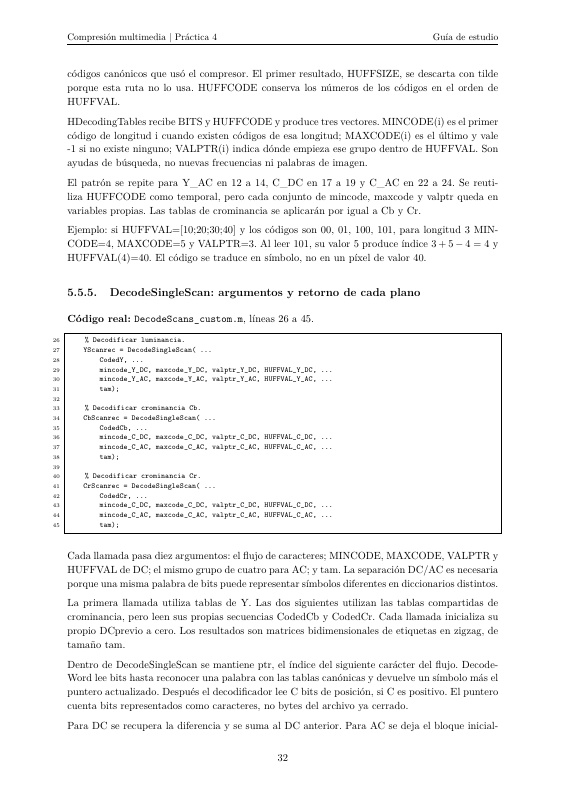 Compresión multimedia | Práctica 4
Guía de estudio
códigos canónicos que usó el compresor. El primer resultado, HUFFSIZE, se descarta con tilde
porque esta ruta no lo usa. HUFFCODE conserva los números de los códigos en el orden de
HUFFVAL.
HDecodingTables recibe BITS y HUFFCODE y produce tres vectores. MINCODE(i) es el primer
código de longitud i cuando existen códigos de esa longitud; MAXCODE(i) es el último y vale
-1 si no existe ninguno; VALPTR(i) indica dónde empieza ese grupo dentro de HUFFVAL. Son
ayudas de búsqueda, no nuevas frecuencias ni palabras de imagen.
El patrón se repite para Y_AC en 12 a 14, C_DC en 17 a 19 y C_AC en 22 a 24. Se reuti-
liza HUFFCODE como temporal, pero cada conjunto de mincode, maxcode y valptr queda en
variables propias. Las tablas de crominancia se aplicarán por igual a Cb y Cr.
Ejemplo: si HUFFVAL=[10;20;30;40] y los códigos son 00, 01, 100, 101, para longitud 3 MIN-
CODE=4, MAXCODE=5 y VALPTR=3. Al leer 101, su valor 5 produce índice 3 + 5 − 4 = 4 y
HUFFVAL(4)=40. El código se traduce en símbolo, no en un píxel de valor 40.
5.5.5. DecodeSingleScan: argumentos y retorno de cada plano
Código real: DecodeScans_custom.m, líneas 26 a 45.
26 % Decodificar luminancia.
27 YScanrec = DecodeSingleScan( ...
28 CodedY, ...
29 mincode_Y_DC, maxcode_Y_DC, valptr_Y_DC, HUFFVAL_Y_DC, ...
30 mincode_Y_AC, maxcode_Y_AC, valptr_Y_AC, HUFFVAL_Y_AC, ...
31 tam);
32
33 % Decodificar crominancia Cb.
34 CbScanrec = DecodeSingleScan( ...
35 CodedCb, ...
36 mincode_C_DC, maxcode_C_DC, valptr_C_DC, HUFFVAL_C_DC, ...
37 mincode_C_AC, maxcode_C_AC, valptr_C_AC, HUFFVAL_C_AC, ...
38 tam);
39
40 % Decodificar crominancia Cr.
41 CrScanrec = DecodeSingleScan( ...
42 CodedCr, ...
43 mincode_C_DC, maxcode_C_DC, valptr_C_DC, HUFFVAL_C_DC, ...
44 mincode_C_AC, maxcode_C_AC, valptr_C_AC, HUFFVAL_C_AC, ...
45 tam);
Cada llamada pasa diez argumentos: el flujo de caracteres; MINCODE, MAXCODE, VALPTR y
HUFFVAL de DC; el mismo grupo de cuatro para AC; y tam. La separación DC/AC es necesaria
porque una misma palabra de bits puede representar símbolos diferentes en diccionarios distintos.
La primera llamada utiliza tablas de Y. Las dos siguientes utilizan las tablas compartidas de
crominancia, pero leen sus propias secuencias CodedCb y CodedCr. Cada llamada inicializa su
propio DCprevio a cero. Los resultados son matrices bidimensionales de etiquetas en zigzag, de
tamaño tam.
Dentro de DecodeSingleScan se mantiene ptr, el índice del siguiente carácter del flujo. Decode-
Word lee bits hasta reconocer una palabra con las tablas canónicas y devuelve un símbolo más el
puntero actualizado. Después el decodificador lee C bits de posición, si C es positivo. El puntero
cuenta bits representados como caracteres, no bytes del archivo ya cerrado.
Para DC se recupera la diferencia y se suma al DC anterior. Para AC se deja el bloque inicial-
32